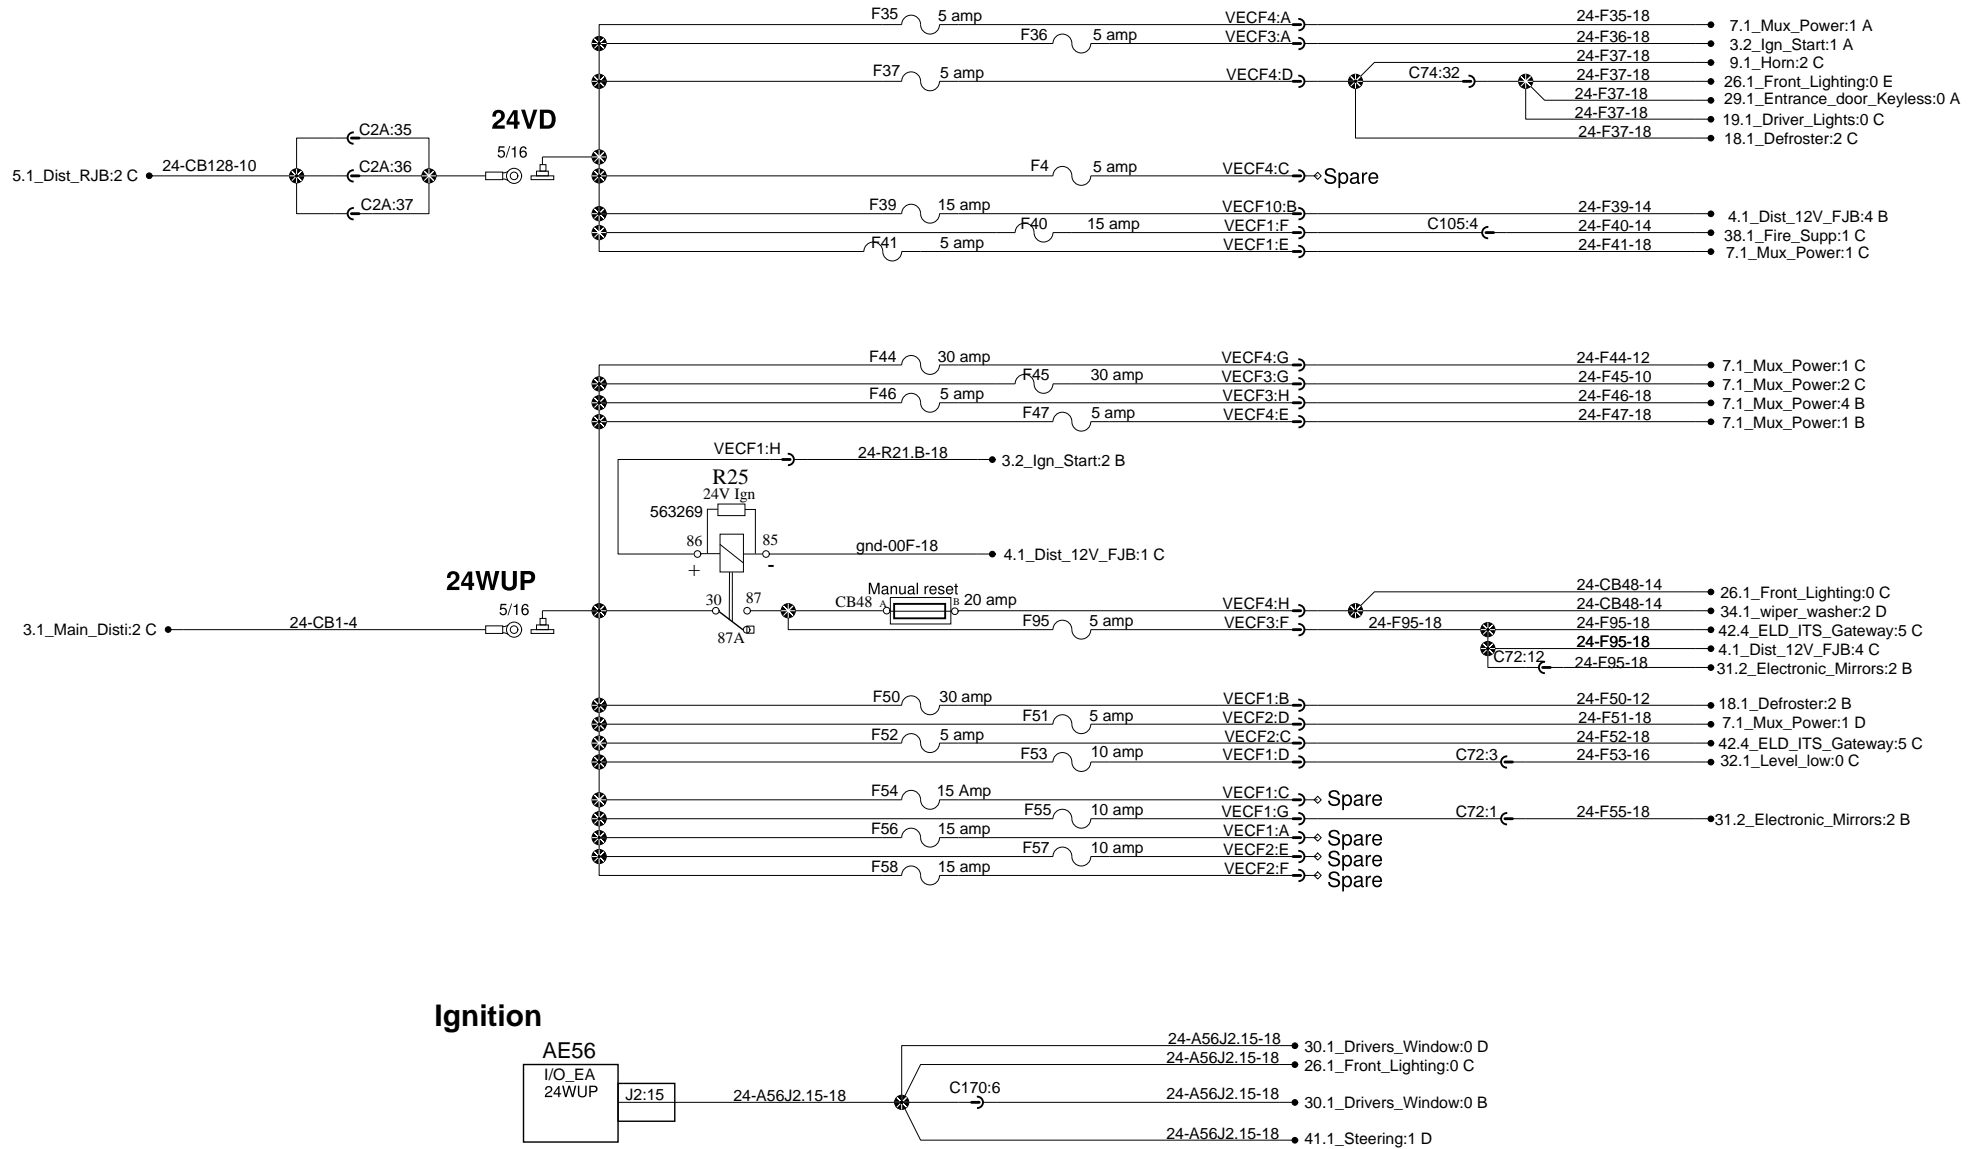 F35 5 amp VECF4:A 24-F35-18 7.1_Mux_Power:1 A
F36 5 amp VECF3:A 24-F36-18 3.2_Ign_Start:1 A
24-F37-18 9.1_Horn:2 C
F37 5 amp VECF4:D C74:32 24-F37-18 26.1_Front_Lighting:0 E
24-F37-18 29.1_Entrance_door_Keyless:0 A
24VD
24-F37-18 19.1_Driver_Lights:0 C
C2A:35 24-F37-18 18.1_Defroster:2 C
5/16
5.1_Dist_RJB:2 C 24-CB128-10 C2A:36 F4 5 amp VECF4:C Spare
C2A:37 F39 15 amp VECF10:B 24-F39-14 4.1_Dist_12V_FJB:4 B
F40 15 amp VECF1:F C105:4 24-F40-14 38.1_Fire_Supp:1 C
F41 5 amp VECF1:E 24-F41-18 7.1_Mux_Power:1 C
F44 30 amp VECF4:G 24-F44-12 7.1_Mux_Power:1 C
F45 30 amp VECF3:G 24-F45-10 7.1_Mux_Power:2 C
F46 5 amp VECF3:H 24-F46-18 7.1_Mux_Power:4 B
F47 5 amp VECF4:E 24-F47-18 7.1_Mux_Power:1 B
VECF1:H 24-R21.B-18 3.2_Ign_Start:2 B
R25
24V Ign
563269
86 85 gnd-00F-18 4.1_Dist_12V_FJB:1 C
+ -
24WUP
Manual reset 24-CB48-14 26.1_Front_Lighting:0 C
5/16 30 87 CB48 A B 20 amp VECF4:H 24-CB48-14 34.1_wiper_washer:2 D
3.1_Main_Disti:2 C 24-CB1-4 87A F95 5 amp VECF3:F 24-F95-18 24-F95-18 42.4_ELD_ITS_Gateway:5 C
24-F95-18 4.1_Dist_12V_FJB:4 C
C72:12 24-F95-18 31.2_Electronic_Mirrors:2 B
F50 30 amp VECF1:B 24-F50-12 18.1_Defroster:2 B
F51 5 amp VECF2:D 24-F51-18 7.1_Mux_Power:1 D
F52 5 amp VECF2:C 24-F52-18 42.4_ELD_ITS_Gateway:5 C
F53 10 amp VECF1:D C72:3 24-F53-16 32.1_Level_low:0 C
F54 15 Amp VECF1:C Spare
F55 10 amp VECF1:G C72:1 24-F55-18 31.2_Electronic_Mirrors:2 B
F56 15 amp VECF1:A Spare
F57 10 amp VECF2:E Spare
F58 15 amp VECF2:F Spare
Ignition
AE56
I/O_EA
24WUP
J2:15
24-A56J2.15-18
24-A56J2.15-18 30.1_Drivers_Window:0 D
24-A56J2.15-18 26.1_Front_Lighting:0 C
C170:6 24-A56J2.15-18 30.1_Drivers_Window:0 B
24-A56J2.15-18 41.1_Steering:1 D